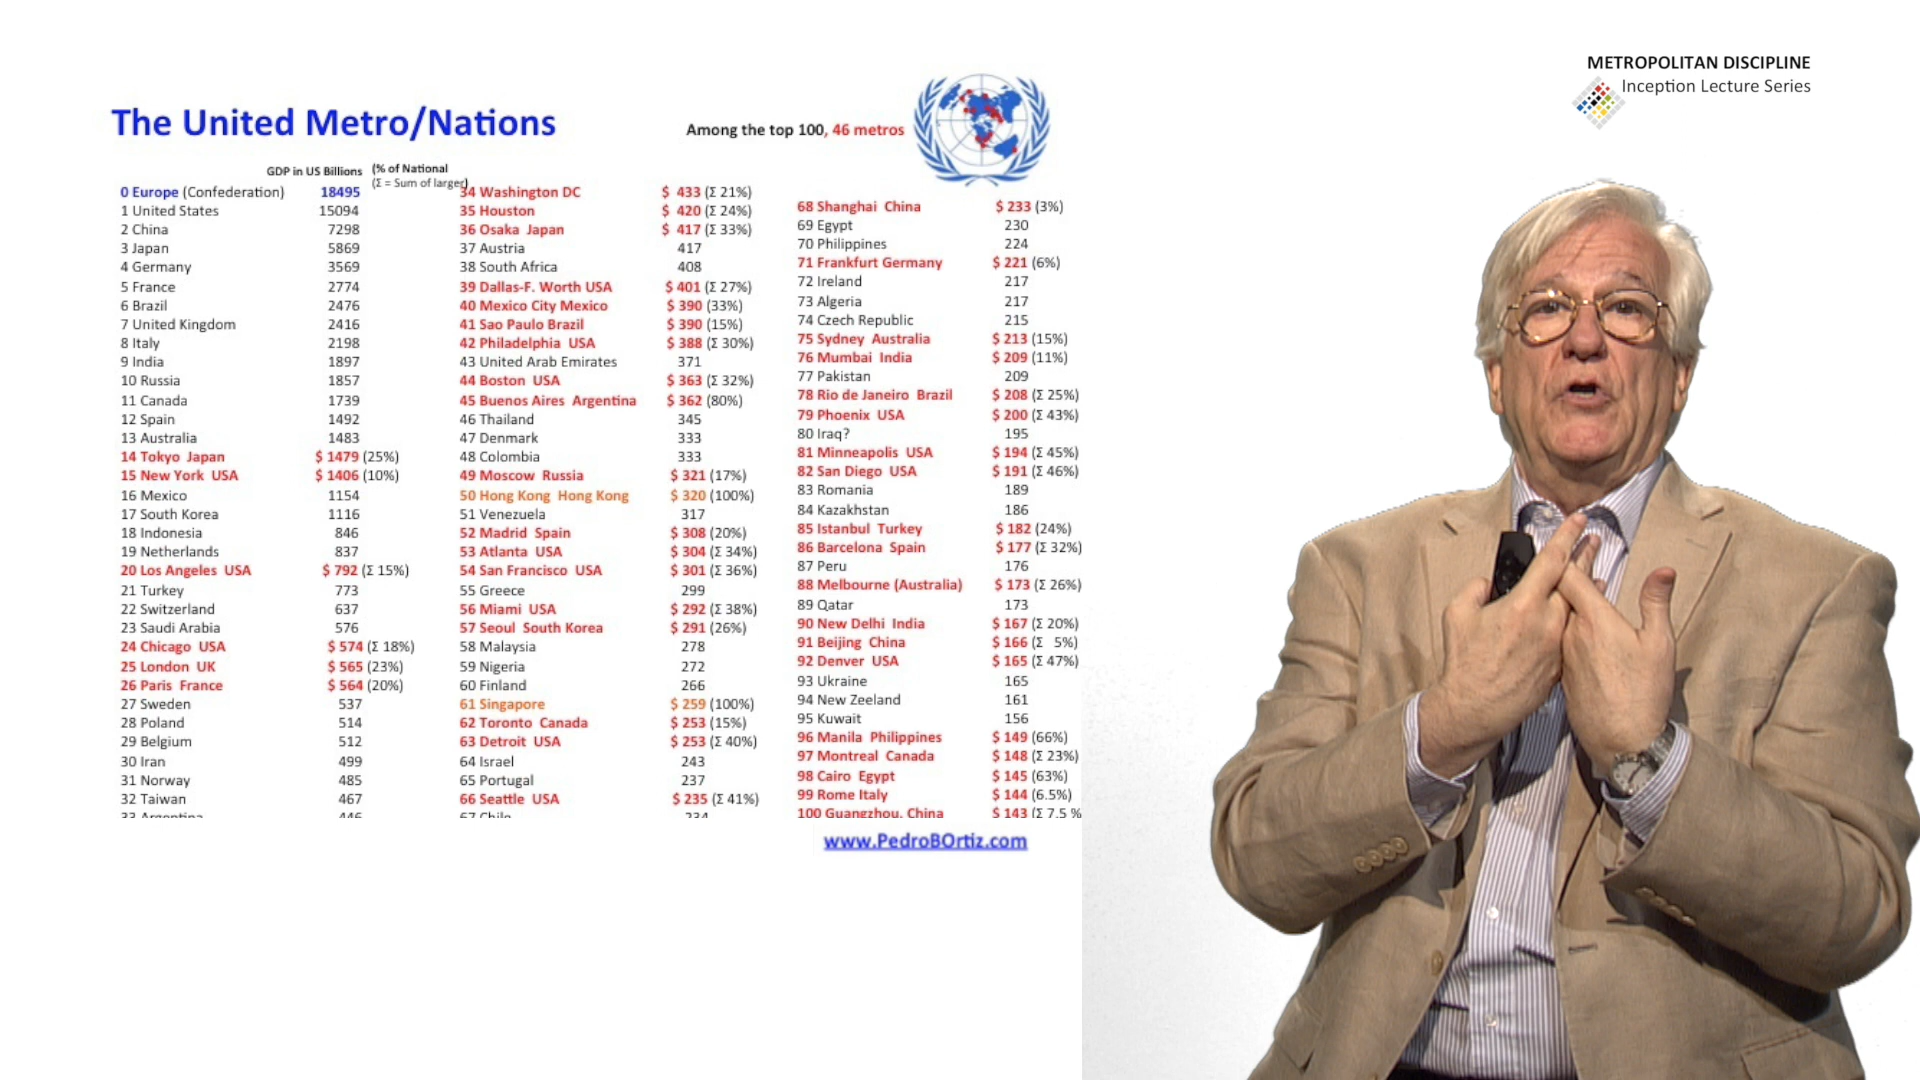 METROPOLITAN DISCIPLINE
Inception Lecture Series
The United Metro/Nations
Among the top 100, 46 metros
GDP in US Billions (% of National
(Σ = Sum of larger)
0 Europe (Confederation) 18495
1 United States 15094
2 China 7298
3 Japan 5869
4 Germany 3569
5 France 2774
6 Brazil 2476
7 United Kingdom 2416
8 Italy 2198
9 India 1897
10 Russia 1857
11 Canada 1739
12 Spain 1492
13 Australia 1483
14 Tokyo Japan $ 1479 (25%)
15 New York USA $ 1406 (10%)
16 Mexico 1154
17 South Korea 1116
18 Indonesia 846
19 Netherlands 837
20 Los Angeles USA $ 792 (Σ 15%)
21 Turkey 773
22 Switzerland 637
23 Saudi Arabia 576
24 Chicago USA $ 574 (Σ 18%)
25 London UK $ 565 (23%)
26 Paris France $ 564 (20%)
27 Sweden 537
28 Poland 514
29 Belgium 512
30 Iran 499
31 Norway 485
32 Taiwan 467
33 Argentina 446
34 Washington DC $ 433 (Σ 21%)
35 Houston $ 420 (Σ 24%)
36 Osaka Japan $ 417 (Σ 33%)
37 Austria 417
38 South Africa 408
39 Dallas-F. Worth USA $ 401 (Σ 27%)
40 Mexico City Mexico $ 390 (33%)
41 Sao Paulo Brazil $ 390 (15%)
42 Philadelphia USA $ 388 (Σ 30%)
43 United Arab Emirates 371
44 Boston USA $ 363 (Σ 32%)
45 Buenos Aires Argentina $ 362 (80%)
46 Thailand 345
47 Denmark 333
48 Colombia 333
49 Moscow Russia $ 321 (17%)
50 Hong Kong Hong Kong $ 320 (100%)
51 Venezuela 317
52 Madrid Spain $ 308 (20%)
53 Atlanta USA $ 304 (Σ 34%)
54 San Francisco USA $ 301 (Σ 36%)
55 Greece 299
56 Miami USA $ 292 (Σ 38%)
57 Seoul South Korea $ 291 (26%)
58 Malaysia 278
59 Nigeria 272
60 Finland 266
61 Singapore $ 259 (100%)
62 Toronto Canada $ 253 (15%)
63 Detroit USA $ 253 (Σ 40%)
64 Israel 243
65 Portugal 237
66 Seattle USA $ 235 (Σ 41%)
67 Chile 234
68 Shanghai China $ 233 (3%)
69 Egypt 230
70 Philippines 224
71 Frankfurt Germany $ 221 (6%)
72 Ireland 217
73 Algeria 217
74 Czech Republic 215
75 Sydney Australia $ 213 (15%)
76 Mumbai India $ 209 (11%)
77 Pakistan 209
78 Rio de Janeiro Brazil $ 208 (Σ 25%)
79 Phoenix USA $ 200 (Σ 43%)
80 Iraq? 195
81 Minneapolis USA $ 194 (Σ 45%)
82 San Diego USA $ 191 (Σ 46%)
83 Romania 189
84 Kazakhstan 186
85 Istanbul Turkey $ 182 (24%)
86 Barcelona Spain $ 177 (Σ 32%)
87 Peru 176
88 Melbourne (Australia) $ 173 (Σ 26%)
89 Qatar 173
90 New Delhi India $ 167 (Σ 20%)
91 Beijing China $ 166 (Σ 5%)
92 Denver USA $ 165 (Σ 47%)
93 Ukraine 165
94 New Zeeland 161
95 Kuwait 156
96 Manila Philippines $ 149 (66%)
97 Montreal Canada $ 148 (Σ 23%)
98 Cairo Egypt $ 145 (63%)
99 Rome Italy $ 144 (6.5%)
100 Guangzhou, China $ 143 (Σ 7.5 %
www.PedroBOrtiz.com